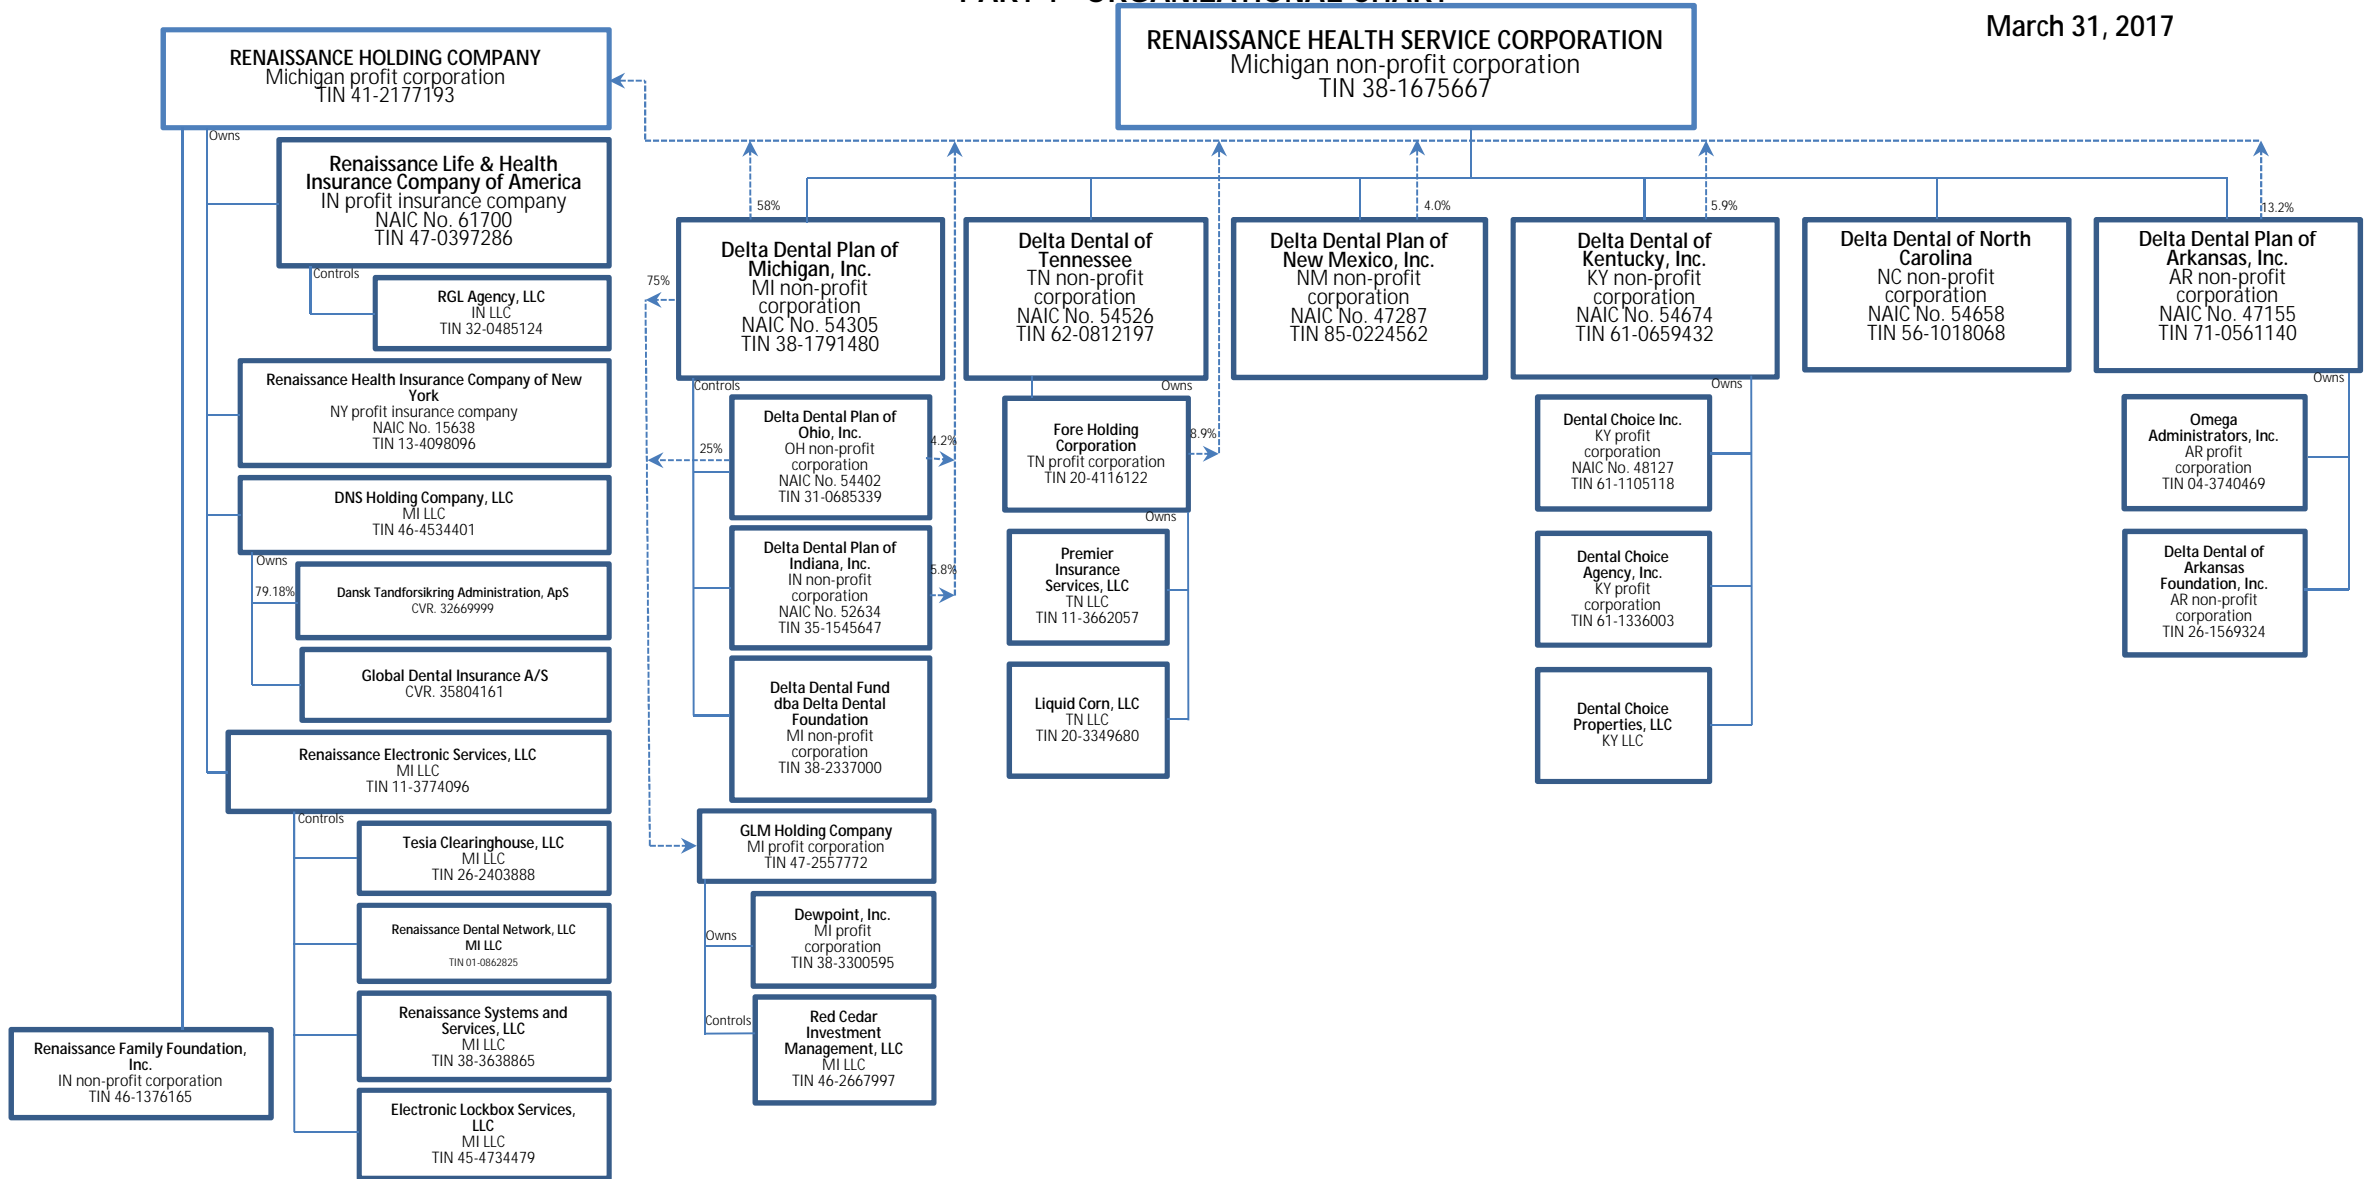 PART 1 - ORGANIZATIONAL CHART
March 31, 2017
RENAISSANCE HOLDING COMPANY
Michigan profit corporation
TIN 41-2177193
RENAISSANCE HEALTH SERVICE CORPORATION
Michigan non-profit corporation
TIN 38-1675667
Owns
Renaissance Life & Health
Insurance Company of America
IN profit insurance company
NAIC No. 61700
TIN 47-0397286
Controls
RGL Agency, LLC
IN LLC
TIN 32-0485124
Renaissance Health Insurance Company of New
York
NY profit insurance company
NAIC No. 15638
TIN 13-4098096
DNS Holding Company, LLC
MI LLC
TIN 46-4534401
Owns
79.18%
Dansk Tandforsikring Administration, ApS
CVR. 32669999
Global Dental Insurance A/S
CVR. 35804161
Renaissance Electronic Services, LLC
MI LLC
TIN 11-3774096
Controls
Tesia Clearinghouse, LLC
MI LLC
TIN 26-2403888
Renaissance Dental Network, LLC
MI LLC
TIN 01-0862825
Renaissance Systems and
Services, LLC
MI LLC
TIN 38-3638865
Electronic Lockbox Services,
LLC
MI LLC
TIN 45-4734479
Renaissance Family Foundation,
Inc.
IN non-profit corporation
TIN 46-1376165
58%
Delta Dental Plan of
Michigan, Inc.
MI non-profit
corporation
NAIC No. 54305
TIN 38-1791480
75%
Controls
Delta Dental Plan of
Ohio, Inc.
OH non-profit
corporation
NAIC No. 54402
TIN 31-0685339
25%
4.2%
Delta Dental Plan of
Indiana, Inc.
IN non-profit
corporation
NAIC No. 52634
TIN 35-1545647
5.8%
Delta Dental Fund
dba Delta Dental
Foundation
MI non-profit
corporation
TIN 38-2337000
GLM Holding Company
MI profit corporation
TIN 47-2557772
Owns
Dewpoint, Inc.
MI profit
corporation
TIN 38-3300595
Controls
Red Cedar
Investment
Management, LLC
MI LLC
TIN 46-2667997
Delta Dental of
Tennessee
TN non-profit
corporation
NAIC No. 54526
TIN 62-0812197
Owns
Fore Holding
Corporation
TN profit corporation
TIN 20-4116122
8.9%
Owns
Premier
Insurance
Services, LLC
TN LLC
TIN 11-3662057
Liquid Corn, LLC
TN LLC
TIN 20-3349680
4.0%
Delta Dental Plan of
New Mexico, Inc.
NM non-profit
corporation
NAIC No. 47287
TIN 85-0224562
5.9%
Delta Dental of
Kentucky, Inc.
KY non-profit
corporation
NAIC No. 54674
TIN 61-0659432
Owns
Dental Choice Inc.
KY profit
corporation
NAIC No. 48127
TIN 61-1105118
Dental Choice
Agency, Inc.
KY profit
corporation
TIN 61-1336003
Dental Choice
Properties, LLC
KY LLC
Delta Dental of North
Carolina
NC non-profit
corporation
NAIC No. 54658
TIN 56-1018068
13.2%
Delta Dental Plan of
Arkansas, Inc.
AR non-profit
corporation
NAIC No. 47155
TIN 71-0561140
Owns
Omega
Administrators, Inc.
AR profit
corporation
TIN 04-3740469
Delta Dental of
Arkansas
Foundation, Inc.
AR non-profit
corporation
TIN 26-1569324